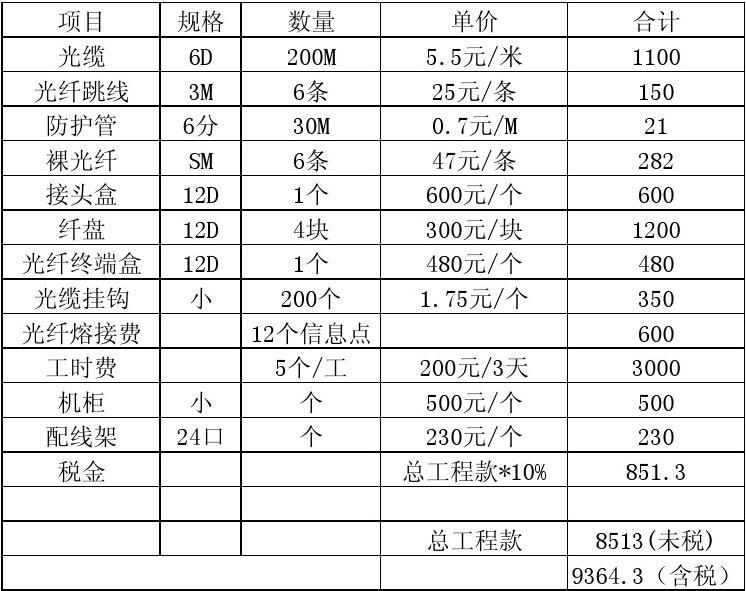 项目 规格 数量 单价 合计
光缆 6D 200M 5.5元/米 1100
光纤跳线 3M 6条 25元/条 150
防护管 6分 30M 0.7元/M 21
裸光纤 SM 6条 47元/条 282
接头盒 12D 1个 600元/个 600
纤盘 12D 4块 300元/块 1200
光纤终端盒 12D 1个 480元/个 480
光缆挂钩 小 200个 1.75元/个 350
光纤熔接费 12个信息点 600
工时费 5个/工 200元/3天 3000
机柜 小 个 500元/个 500
配线架 24口 个 230元/个 230
税金 总工程款*10% 851.3
总工程款 8513(未税)
9364.3（含税）